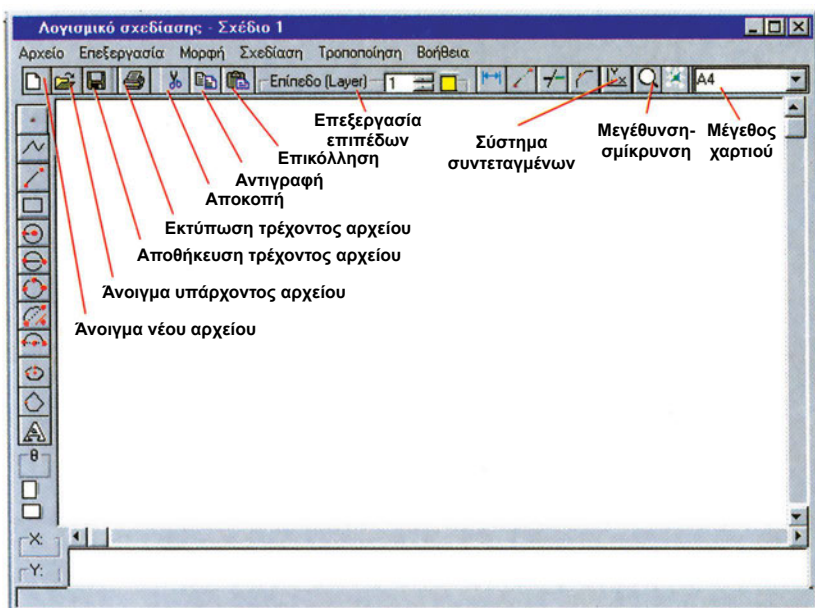 Λογισμικό σχεδίασης - Σχέδιο 1
Αρχείο Επεξεργασία Μορφή Σχεδίαση Τροποποίηση Βοήθεια
Επίπεδο (Layer) 1 A4
Επεξεργασία
επιπέδων
Επικόλληση
Αντιγραφή
Αποκοπή
Εκτύπωση τρέχοντος αρχείου
Αποθήκευση τρέχοντος αρχείου
Άνοιγμα υπάρχοντος αρχείου
Άνοιγμα νέου αρχείου
Σύστημα
συντεταγμένων
Μεγέθυνση-
σμίκρυνση
Μέγεθος
χαρτιού
A
θ
X:
Y: